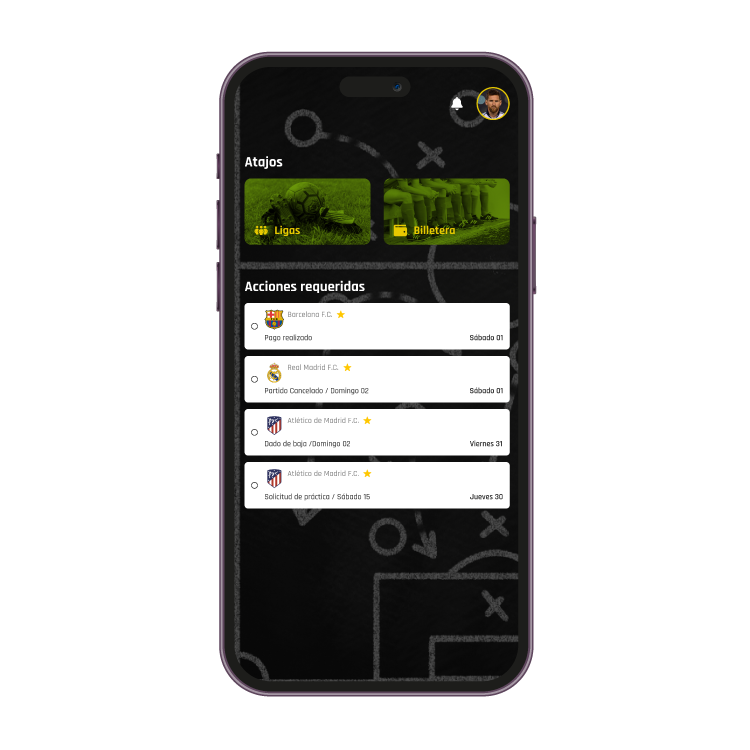 Atajos
Ligas
Billetera
Acciones requeridas
Barcelona F.C.
Pago realizado
Sábado 01
Real Madrid F.C.
Partido Cancelado / Domingo 02
Sábado 01
Atlético de Madrid F.C.
Dado de baja /Domingo 02
Viernes 31
Atlético de Madrid F.C.
Solicitud de práctica / Sábado 15
Jueves 30